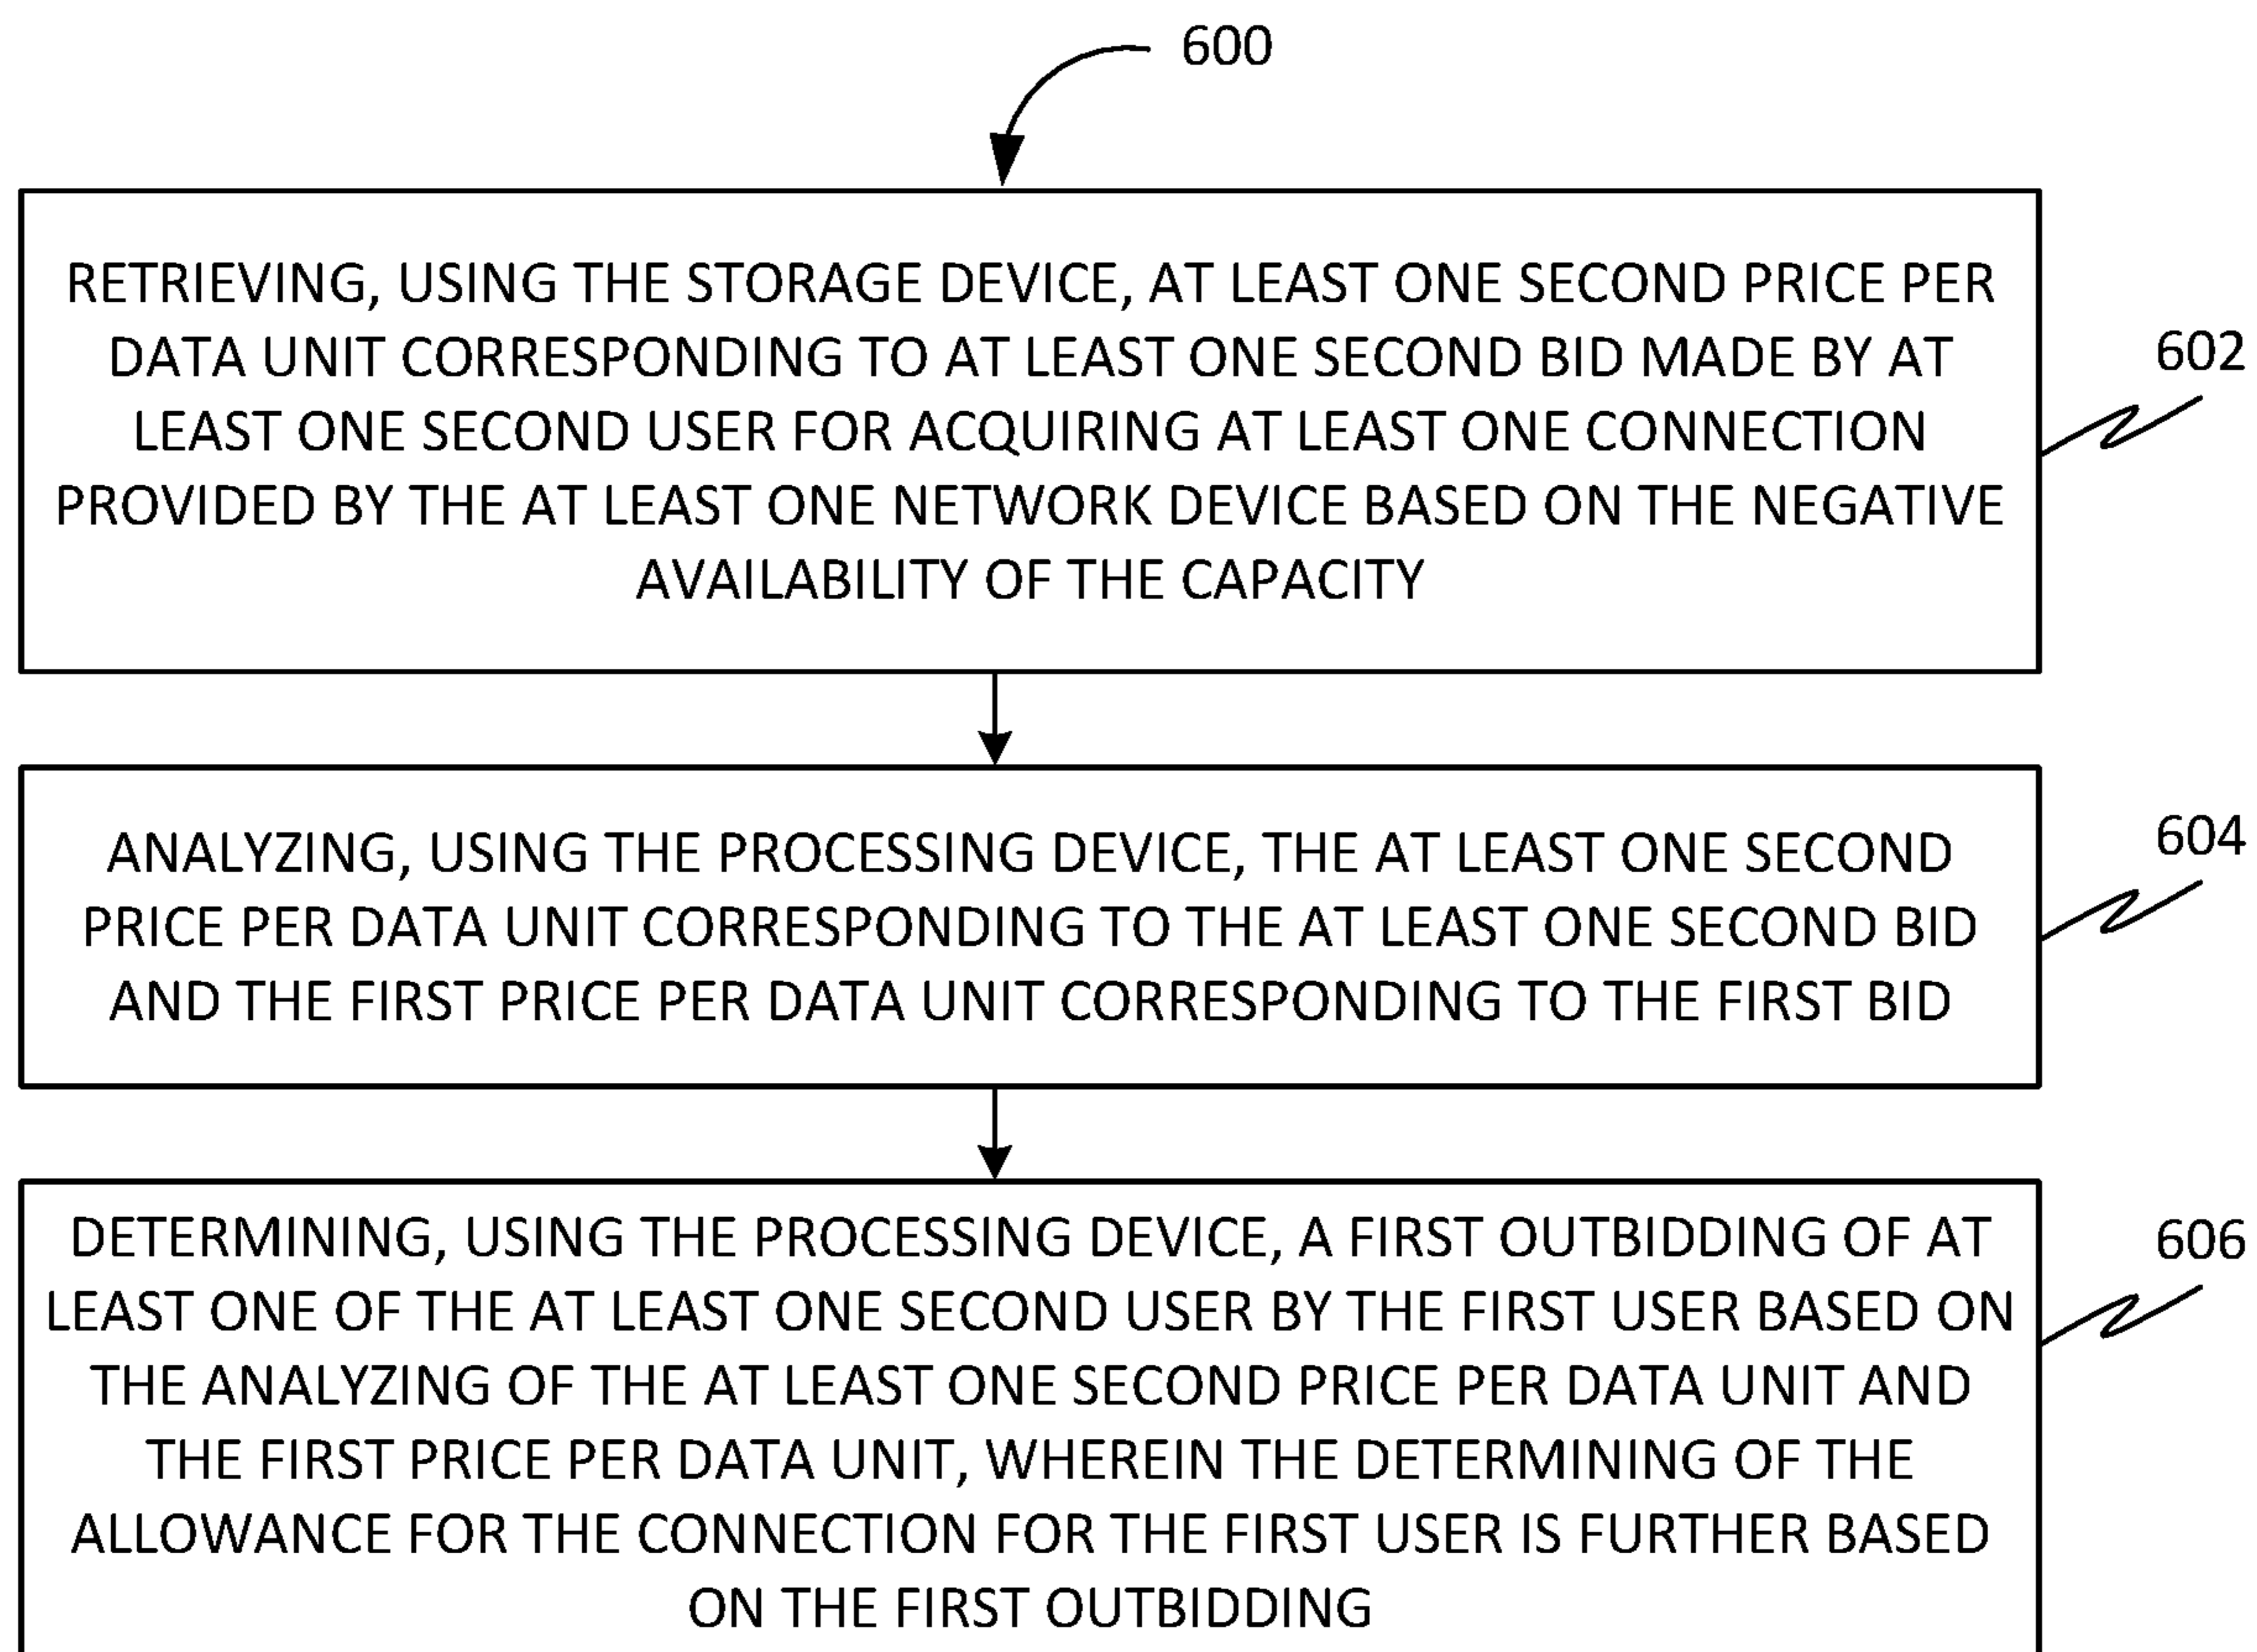 600
RETRIEVING, USING THE STORAGE DEVICE, AT LEAST ONE SECOND PRICE PER
DATA UNIT CORRESPONDING TO AT LEAST ONE SECOND BID MADE BY AT
LEAST ONE SECOND USER FOR ACQUIRING AT LEAST ONE CONNECTION
PROVIDED BY THE AT LEAST ONE NETWORK DEVICE BASED ON THE NEGATIVE
AVAILABILITY OF THE CAPACITY
602
ANALYZING, USING THE PROCESSING DEVICE, THE AT LEAST ONE SECOND
PRICE PER DATA UNIT CORRESPONDING TO THE AT LEAST ONE SECOND BID
AND THE FIRST PRICE PER DATA UNIT CORRESPONDING TO THE FIRST BID
604
DETERMINING, USING THE PROCESSING DEVICE, A FIRST OUTBIDDING OF AT
LEAST ONE OF THE AT LEAST ONE SECOND USER BY THE FIRST USER BASED ON
THE ANALYZING OF THE AT LEAST ONE SECOND PRICE PER DATA UNIT AND
THE FIRST PRICE PER DATA UNIT, WHEREIN THE DETERMINING OF THE
ALLOWANCE FOR THE CONNECTION FOR THE FIRST USER IS FURTHER BASED
ON THE FIRST OUTBIDDING
606